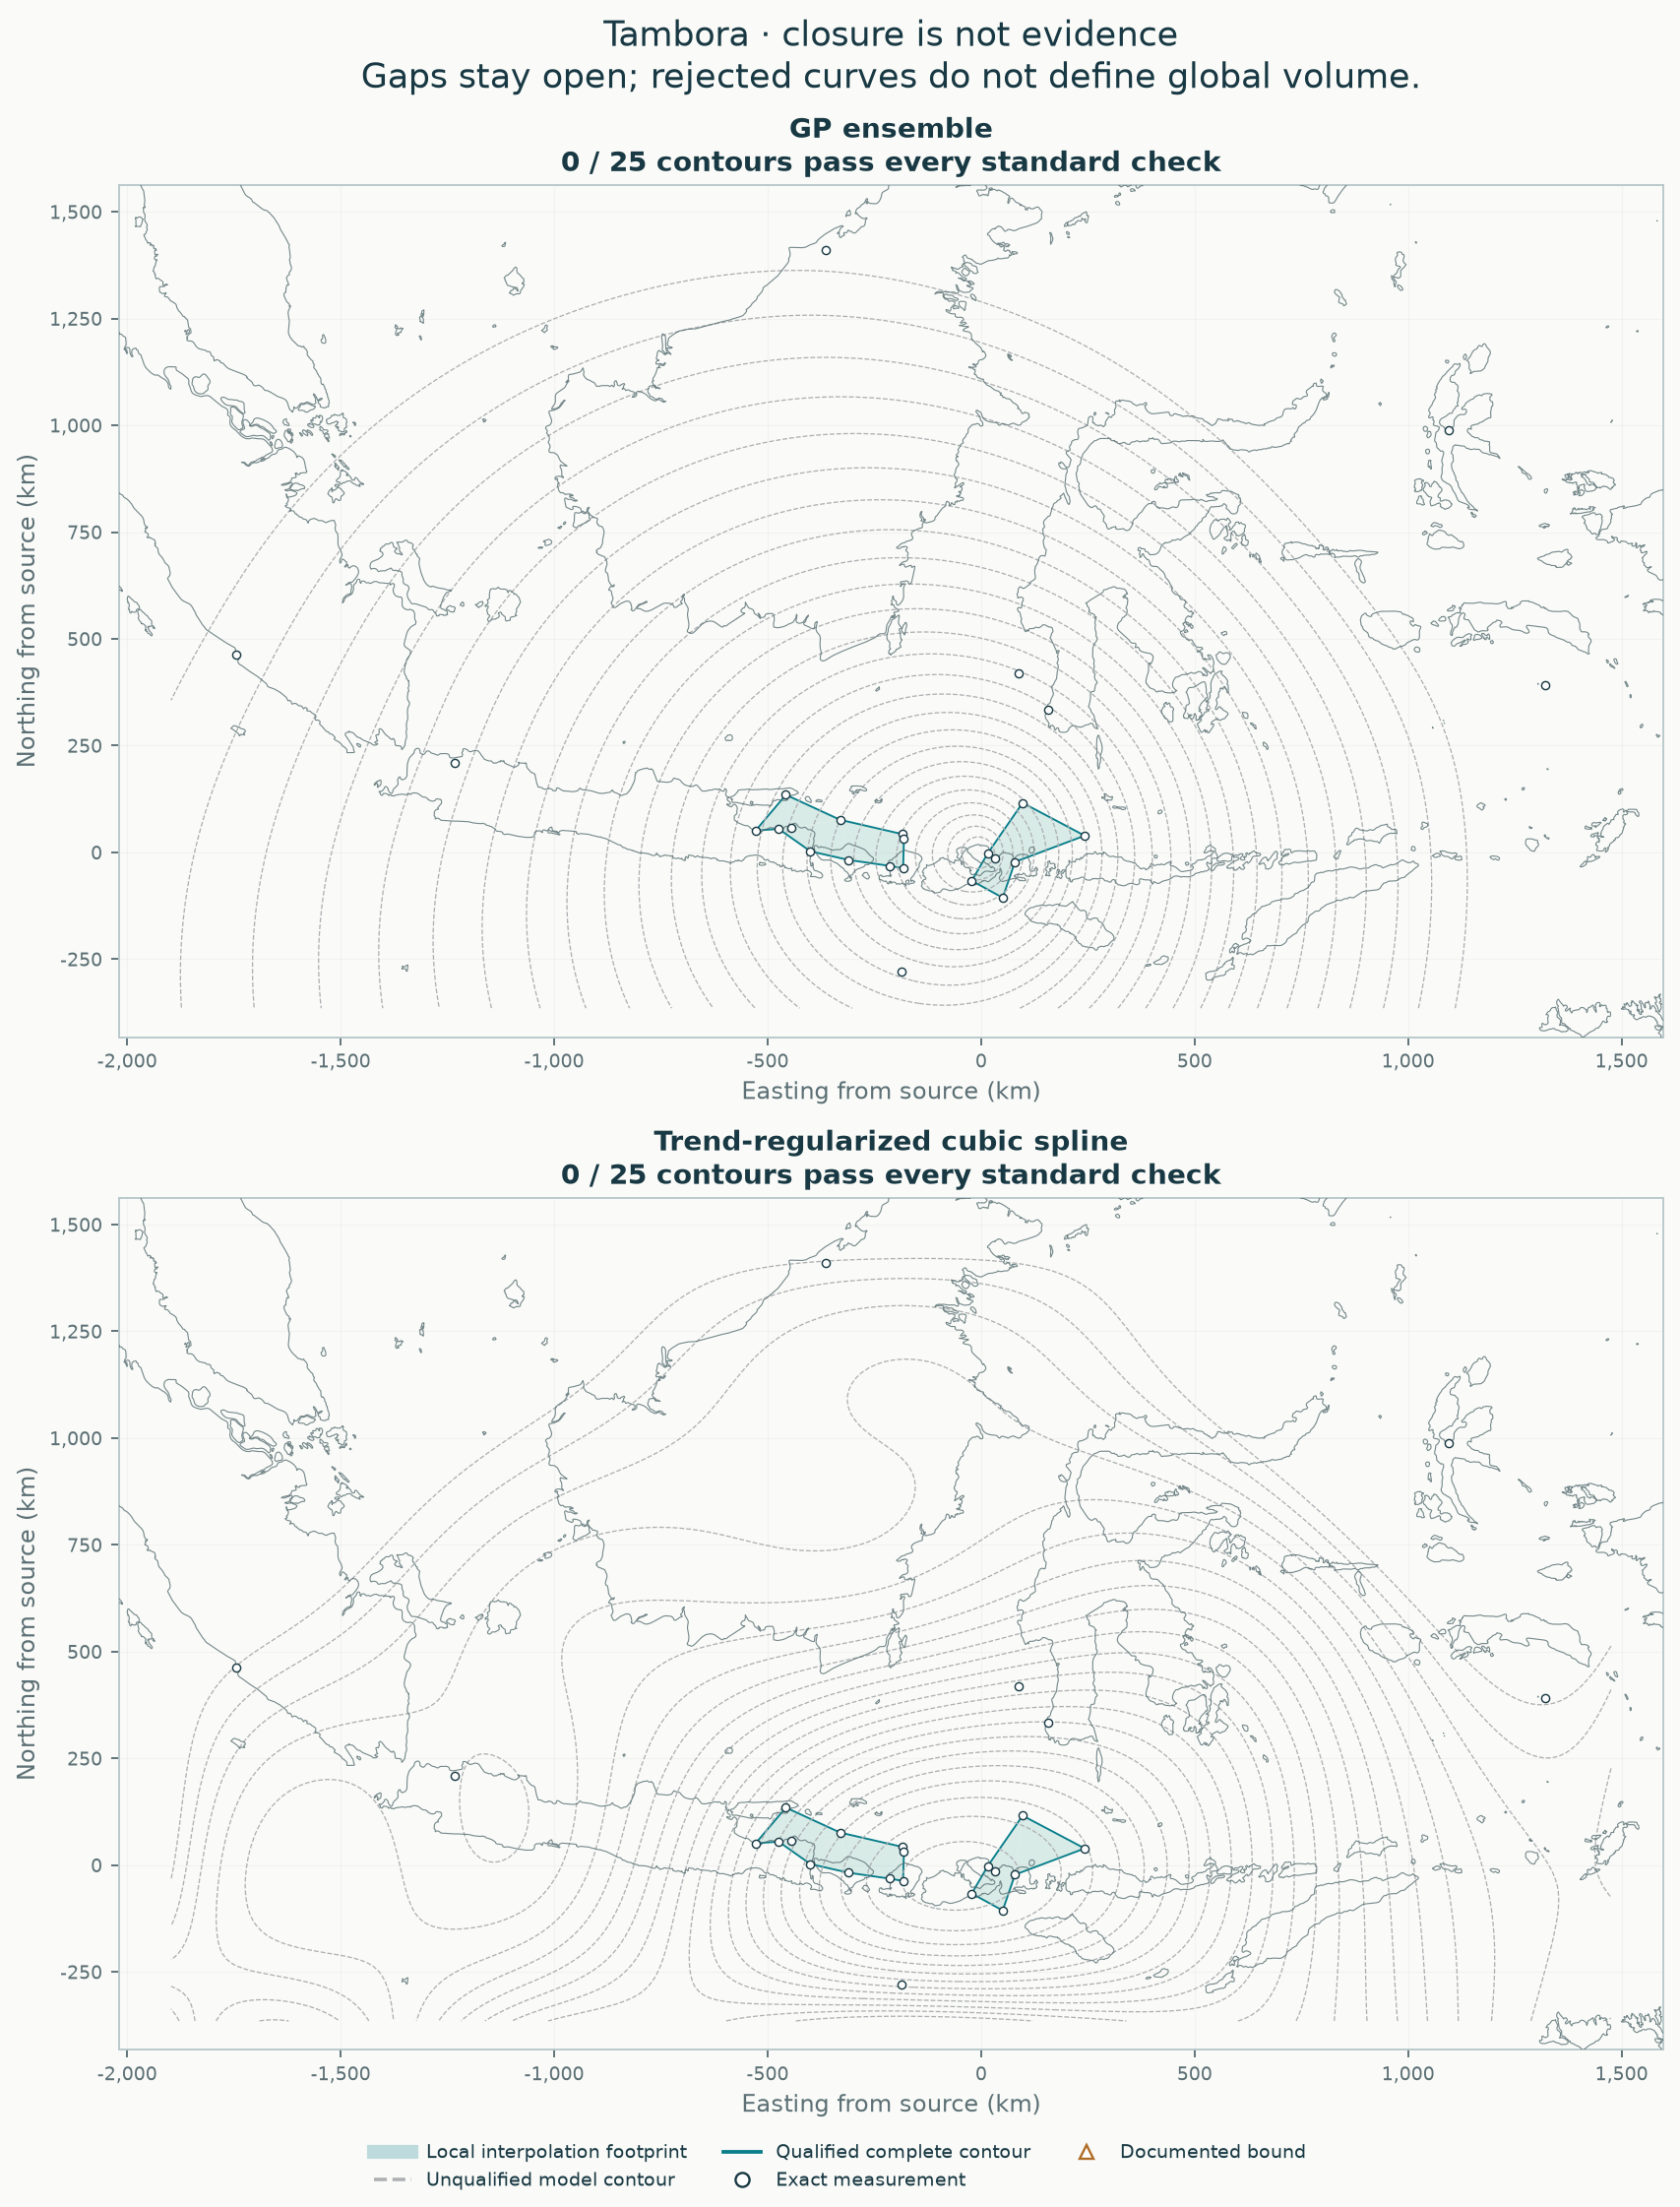 Tambora · closure is not evidence
Gaps stay open; rejected curves do not define global volume.
GP ensemble
0 / 25 contours pass every standard check
1,500
1,250
1,000
750
500
250
0
-250
Northing from source (km)
-2,000 -1,500 -1,000 -500 0 500 1,000 1,500
Easting from source (km)
Trend-regularized cubic spline
0 / 25 contours pass every standard check
1,500
1,250
1,000
750
500
250
0
-250
Northing from source (km)
-2,000 -1,500 -1,000 -500 0 500 1,000 1,500
Easting from source (km)
Local interpolation footprint Qualified complete contour Documented bound
Unqualified model contour Exact measurement